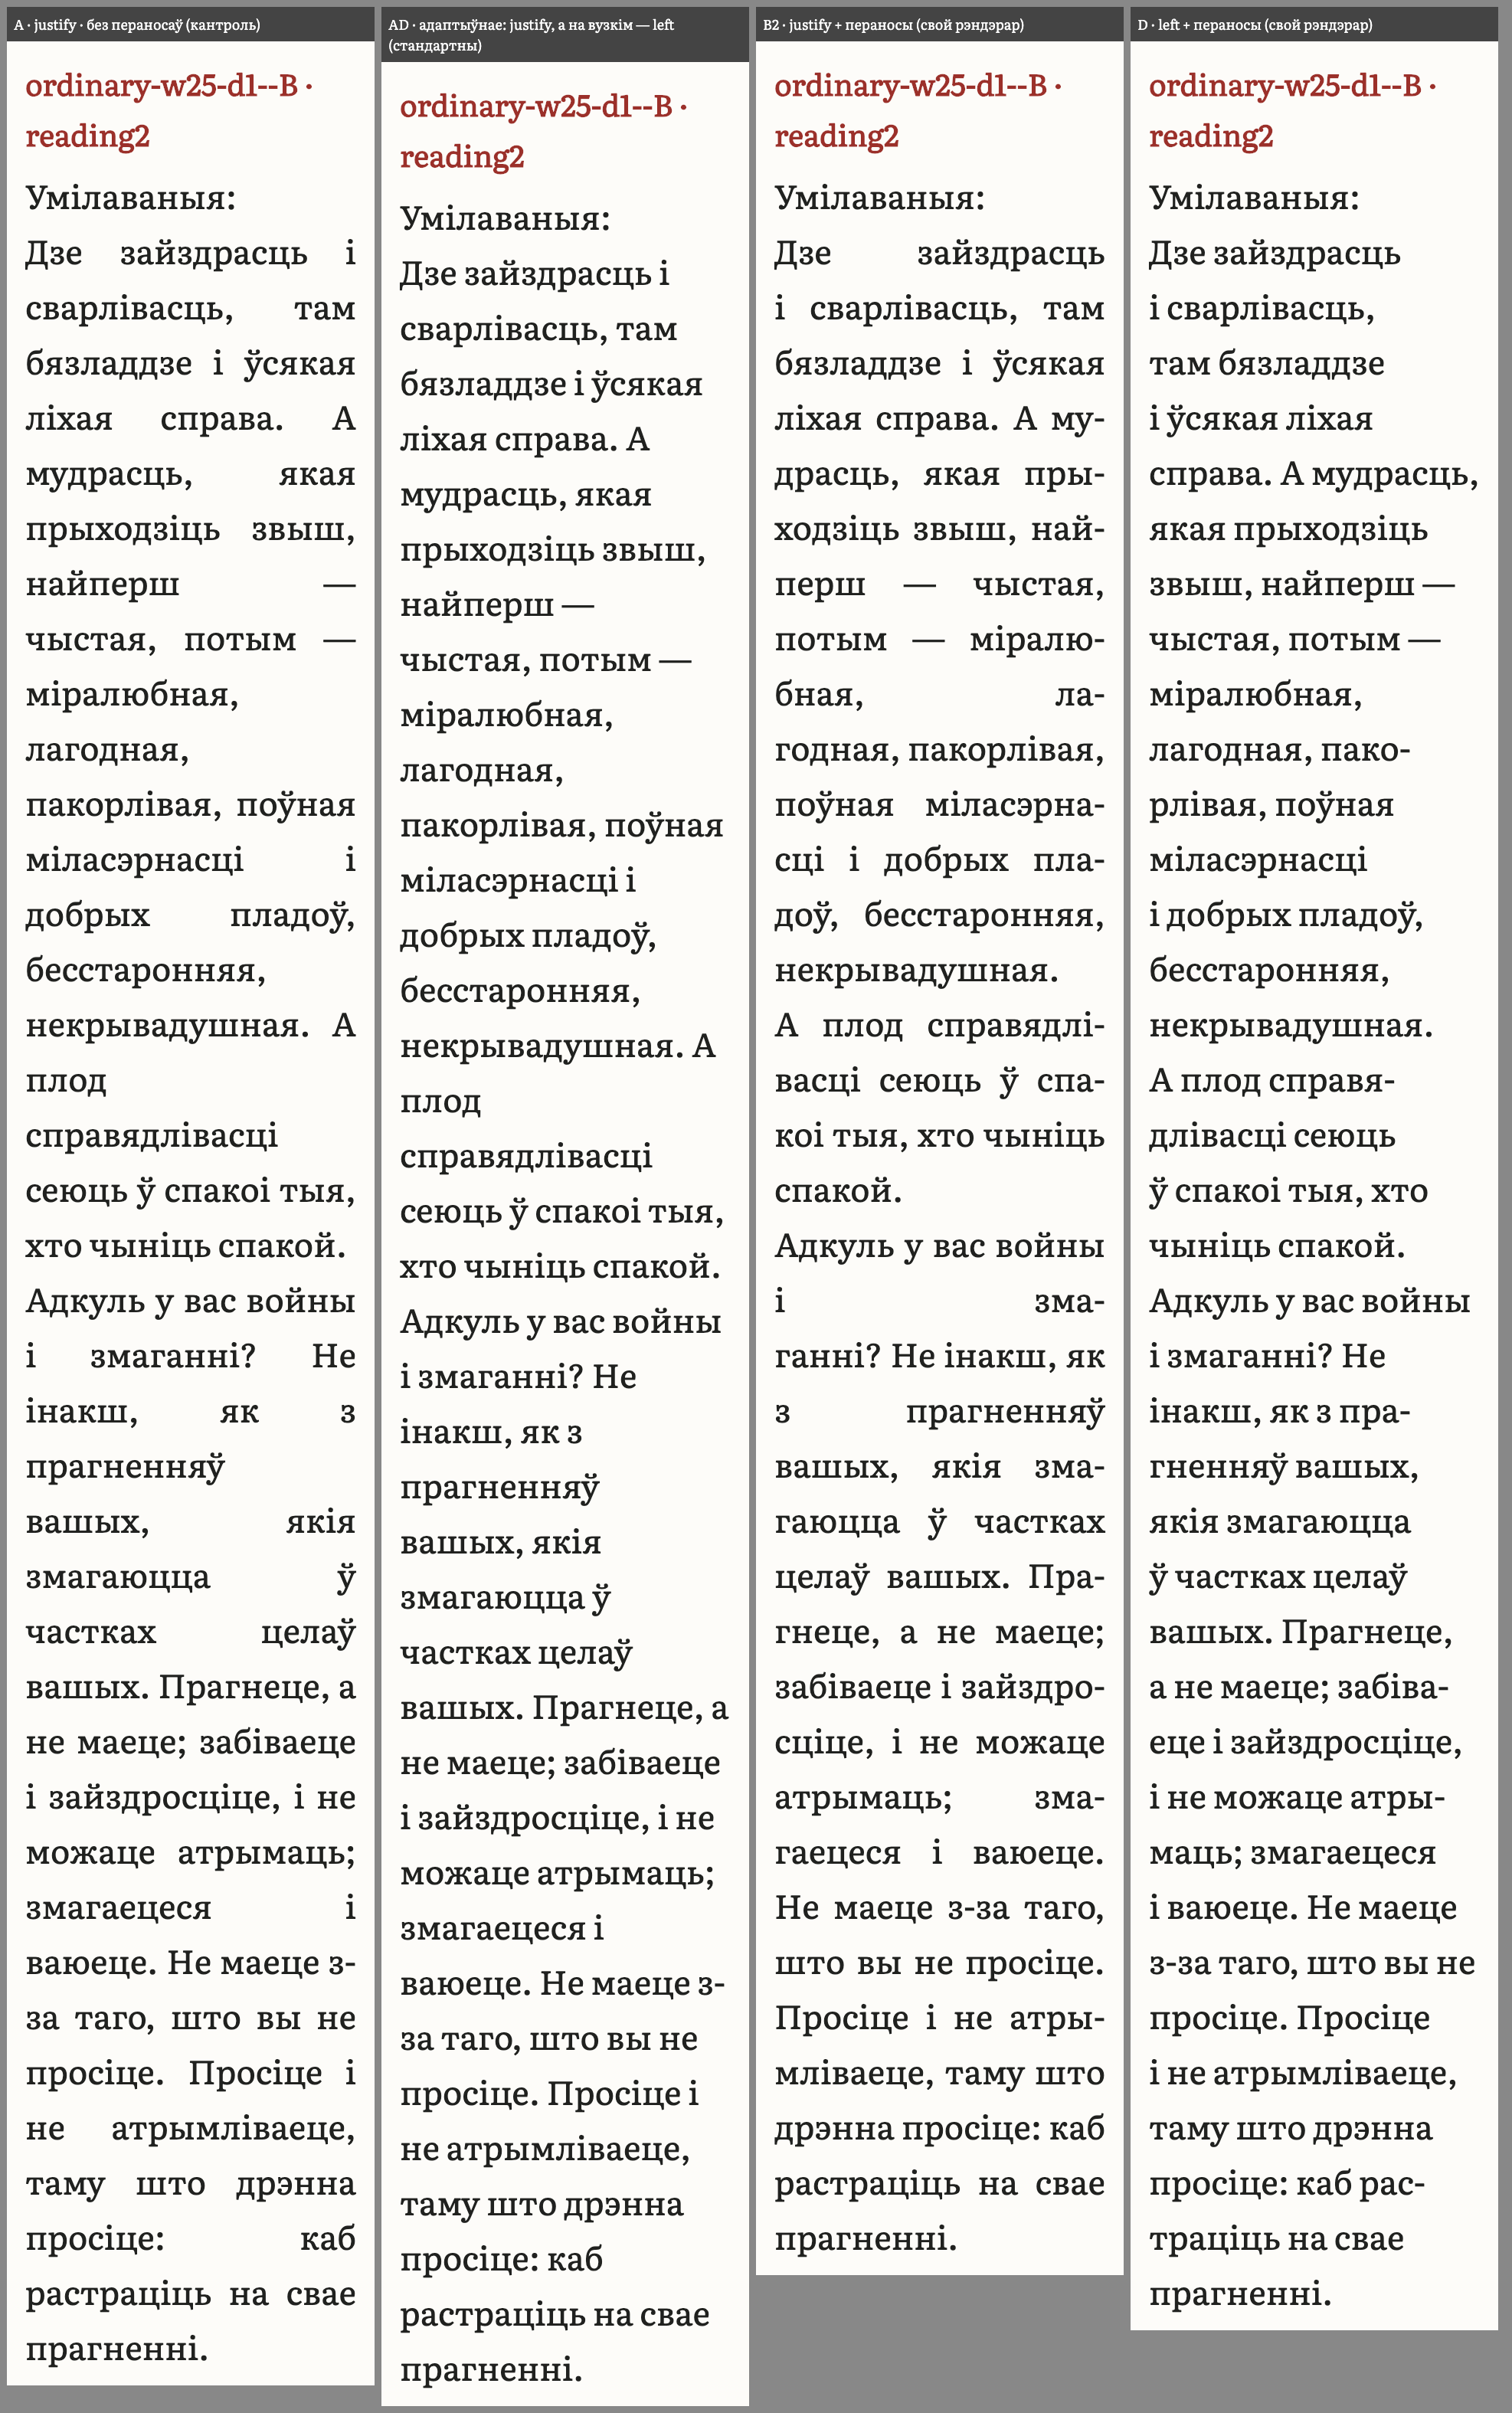 A · justify · без пераносаў (кантроль)
ordinary-w25-d1--B ·
reading2
Умілаваныя:
Дзе зайздрасць і
сварлівасць, там
бязладдзе і ўсякая
ліхая справа. А
мудрасць, якая
прыходзіць звыш,
найперш —
чыстая, потым —
міралюбная,
лагодная,
пакорлівая, поўная
міласэрнасці і
добрых пладоў,
бесстаронняя,
некрывадушная. А
плод
справядлівасці
сеюць ў спакоі тыя,
хто чыніць спакой.
Адкуль у вас войны
і змаганні? Не
інакш, як з
прагненняў
вашых, якія
змагаюцца ў
частках целаў
вашых. Прагнеце, а
не маеце; забіваеце
і зайздросціце, і не
можаце атрымаць;
змагаецеся і
ваюеце. Не маеце з-
за таго, што вы не
просіце. Просіце і
не атрымліваеце,
таму што дрэнна
просіце: каб
растраціць на свае
прагненні.
AD · адаптыўнае: justify, а на вузкім — left
(стандартны)
ordinary-w25-d1--B ·
reading2
Умілаваныя:
Дзе зайздрасць і
сварлівасць, там
бязладдзе і ўсякая
ліхая справа. А
мудрасць, якая
прыходзіць звыш,
найперш —
чыстая, потым —
міралюбная,
лагодная,
пакорлівая, поўная
міласэрнасці і
добрых пладоў,
бесстаронняя,
некрывадушная. А
плод
справядлівасці
сеюць ў спакоі тыя,
хто чыніць спакой.
Адкуль у вас войны
і змаганні? Не
інакш, як з
прагненняў
вашых, якія
змагаюцца ў
частках целаў
вашых. Прагнеце, а
не маеце; забіваеце
і зайздросціце, і не
можаце атрымаць;
змагаецеся і
ваюеце. Не маеце з-
за таго, што вы не
просіце. Просіце і
не атрымліваеце,
таму што дрэнна
просіце: каб
растраціць на свае
прагненні.
B2 · justify + пераносы (свой рэндэрар)
ordinary-w25-d1--B ·
reading2
Умілаваныя:
Дзе зайздрасць
і сварлівасць, там
бязладдзе і ўсякая
ліхая справа. А му-
драсць, якая пры-
ходзіць звыш, най-
перш — чыстая,
потым — міралю-
бная, ла-
годная, пакорлівая,
поўная міласэрна-
сці і добрых пла-
доў, бесстаронняя,
некрывадушная.
А плод справядлі-
васці сеюць ў спа-
коі тыя, хто чыніць
спакой.
Адкуль у вас войны
і зма-
ганні? Не інакш, як
з прагненняў
вашых, якія зма-
гаюцца ў частках
целаў вашых. Пра-
гнеце, а не маеце;
забіваеце і зайздро-
сціце, і не можаце
атрымаць; зма-
гаецеся і ваюеце.
Не маеце з-за таго,
што вы не просіце.
Просіце і не атры-
мліваеце, таму што
дрэнна просіце: каб
растраціць на свае
прагненні.
D · left + пераносы (свой рэндэрар)
ordinary-w25-d1--B ·
reading2
Умілаваныя:
Дзе зайздрасць
і сварлівасць,
там бязладдзе
і ўсякая ліхая
справа. А мудрасць,
якая прыходзіць
звыш, найперш —
чыстая, потым —
міралюбная,
лагодная, пако-
рлівая, поўная
міласэрнасці
і добрых пладоў,
бесстаронняя,
некрывадушная.
А плод справя-
длівасці сеюць
ў спакоі тыя, хто
чыніць спакой.
Адкуль у вас войны
і змаганні? Не
інакш, як з пра-
гненняў вашых,
якія змагаюцца
ў частках целаў
вашых. Прагнеце,
а не маеце; забіва-
еце і зайздросціце,
і не можаце атры-
маць; змагаецеся
і ваюеце. Не маеце
з-за таго, што вы не
просіце. Просіце
і не атрымліваеце,
таму што дрэнна
просіце: каб рас-
траціць на свае
прагненні.